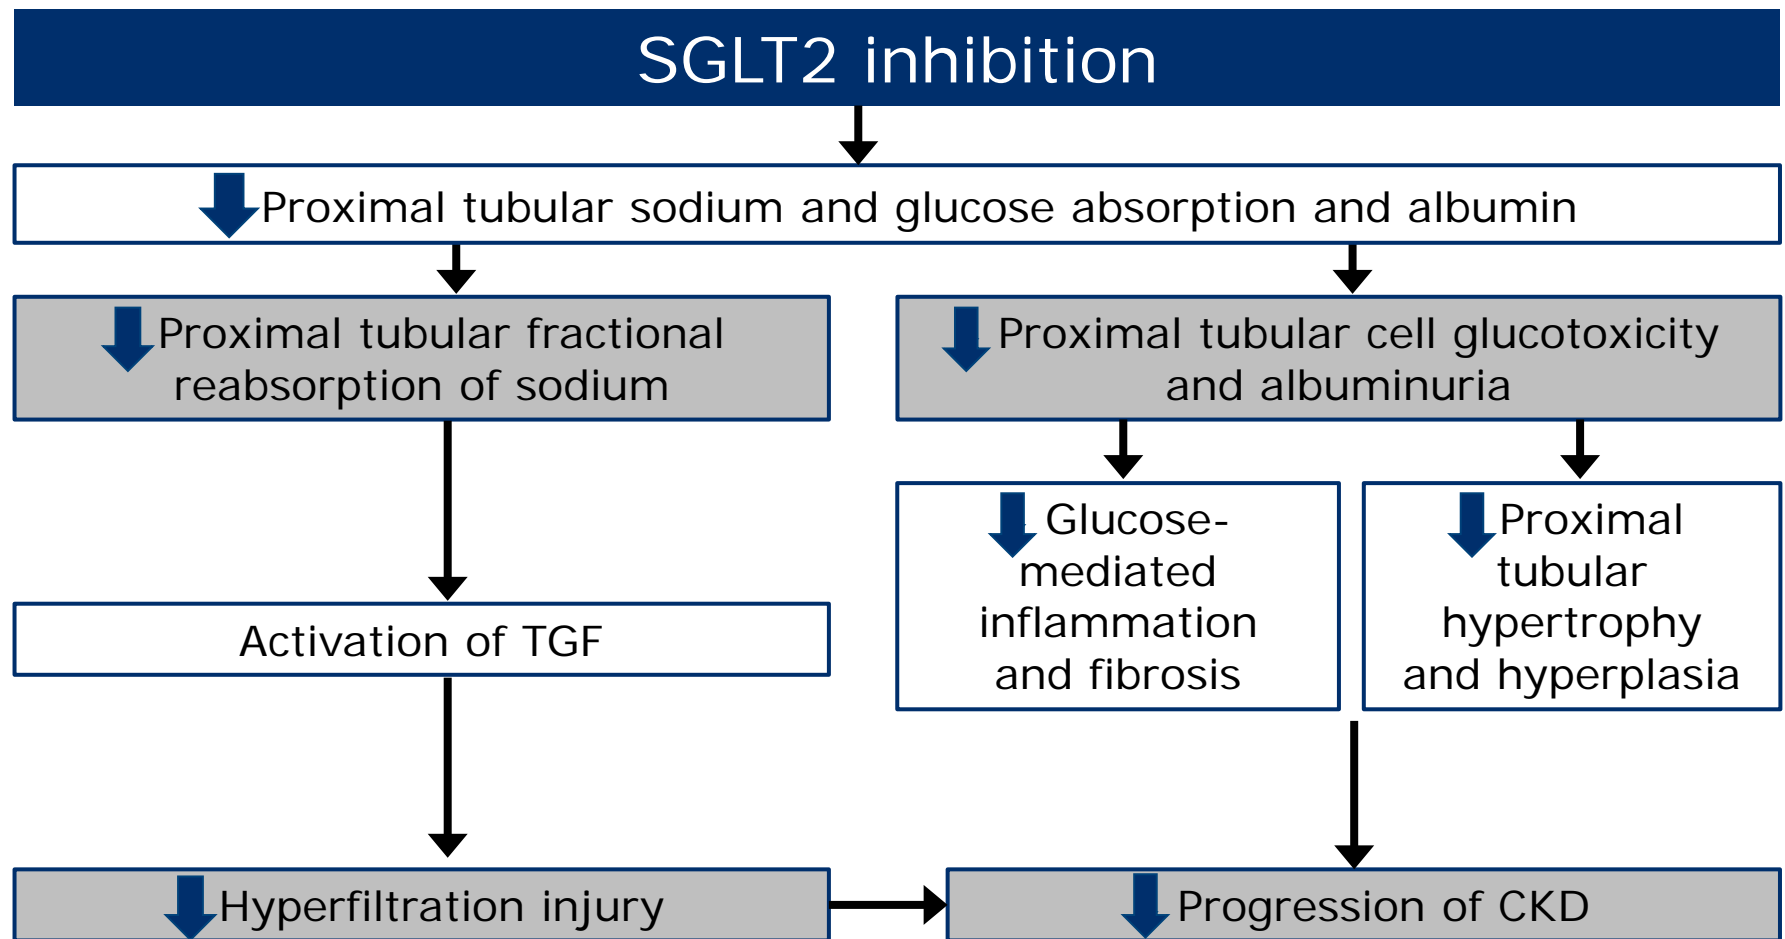 SGLT2 inhibition
Proximal tubular sodium and glucose absorption and albumin
Proximal tubular fractional
reabsorption of sodium
Proximal tubular cell glucotoxicity
and albuminuria
Glucose-
mediated
inflammation
and fibrosis
Proximal
tubular
hypertrophy
and hyperplasia
Activation of TGF
Hyperfiltration injury
Progression of CKD